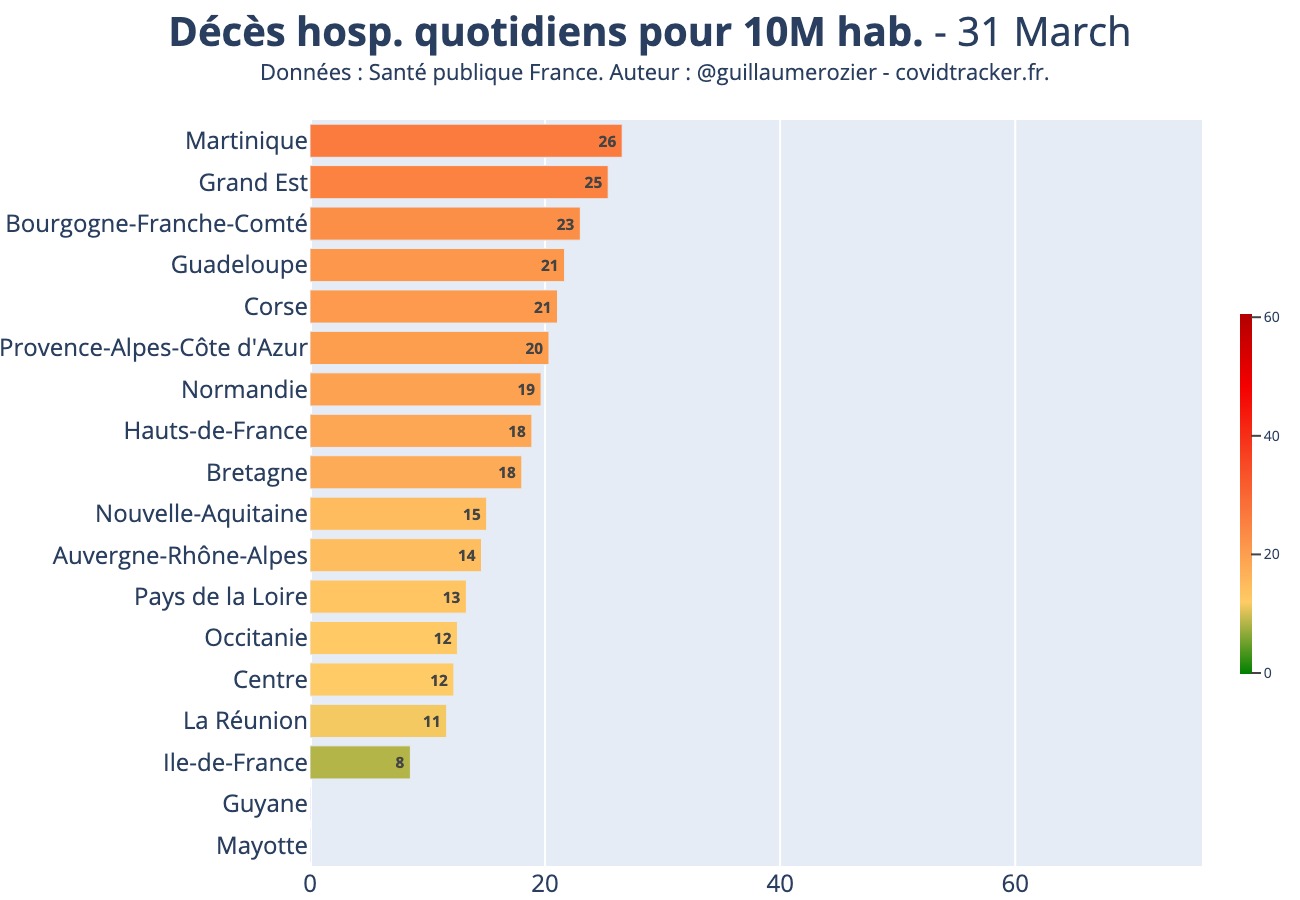 Décès hosp. quotidiens pour 10M hab. - 31 March
Données : Santé publique France. Auteur : @guillaumerozier - covidtracker.fr.
Martinique 26
Grand Est 25
Bourgogne-Franche-Comté 23
Guadeloupe 21
Corse 21
Provence-Alpes-Côte d'Azur 20
Normandie 19
Hauts-de-France 18
Bretagne 18
Nouvelle-Aquitaine 15
Auvergne-Rhône-Alpes 14
Pays de la Loire 13
Occitanie 12
Centre 12
La Réunion 11
Ile-de-France 8
Guyane
Mayotte
0 20 40 60
60
40
20
0